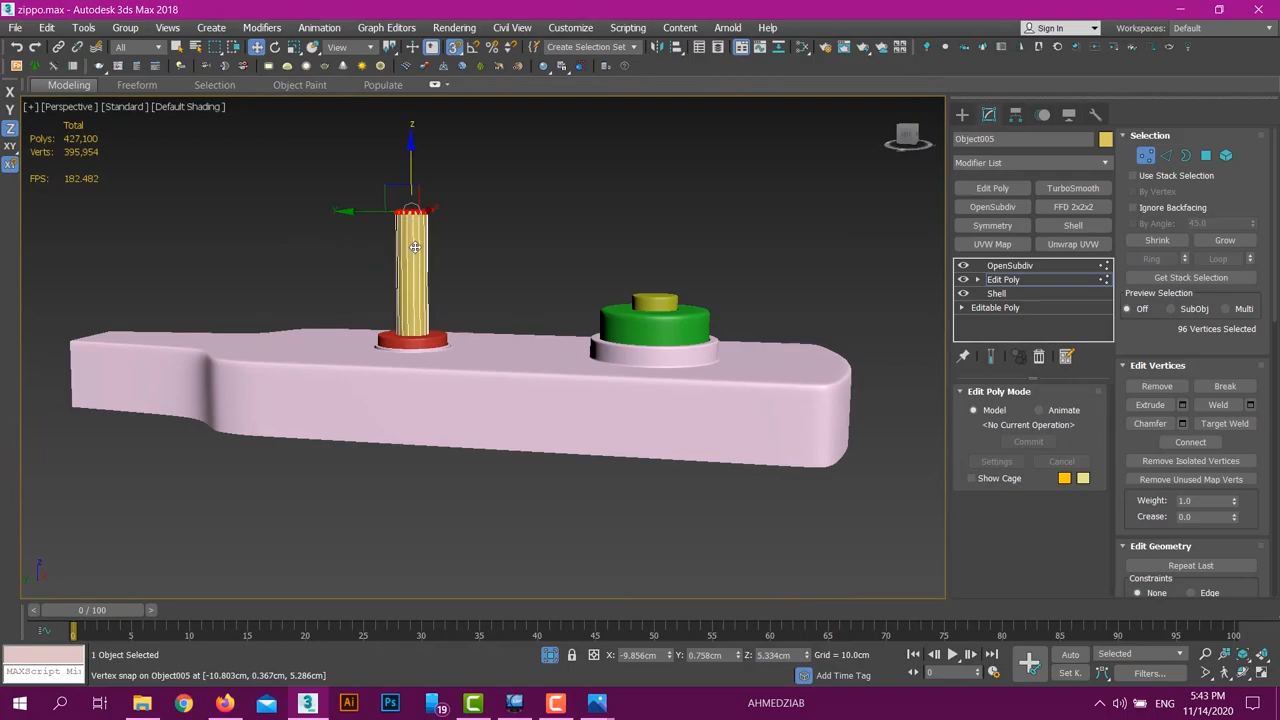 zippo.max - Autodesk 3ds Max 2018
File Edit Tools Group Views Create Modifiers Animation Graph Editors Rendering Civil View Customize Scripting Content Arnold Help Sign In Workspaces: Default
All View Create Selection Set
Modeling Freeform Selection Object Paint Populate
X
Y
Z
XY
[+] [Perspective] [Standard] [Default Shading]
Total
Polys: 427,100
Verts: 395,954
FPS: 182.482
z
Object005
Modifier List
Edit Poly TurboSmooth
OpenSubdiv FFD 2x2x2
Symmetry Shell
UVW Map Unwrap UVW
OpenSubdiv
Edit Poly
Shell
Editable Poly
Edit Poly Mode
Model Animate
<No Current Operation>
Commit
Settings Cancel
Show Cage
Selection
Use Stack Selection
By Vertex
Ignore Backfacing
By Angle: 45.0
Shrink Grow
Ring Loop
Get Stack Selection
Preview Selection
Off SubObj Multi
96 Vertices Selected
Edit Vertices
Remove Break
Extrude Weld
Chamfer Target Weld
Connect
Remove Isolated Vertices
Remove Unused Map Verts
Weight: 1.0
Crease: 0.0
Edit Geometry
Repeat Last
Constraints
None Edge
< 0 / 100 >
0 5 10 15 20 25 30 35 40 45 50 55 60 65 70 75 80 85 90 95 100
1 Object Selected X: -9.856cm Y: 0.758cm Z: 5.334cm Grid = 10.0cm Auto Selected
MAXScript Mi: Vertex snap on Object005 at [-10.803cm, 0.367cm, 5.286cm] Add Time Tag 0 Set K. Filters...
3 Ai Ps 19 AHMEDZIAB ENG 5:43 PM
11/14/2020